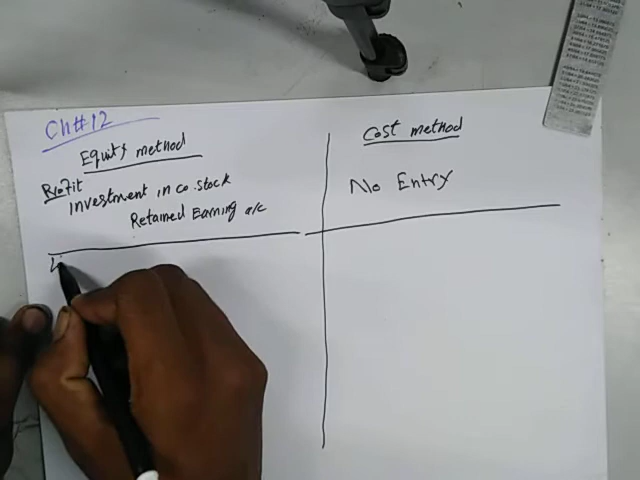 Ch#12
Equity method
Profit
Investment in co. stock
Retained Earning a/c
Cost method
No Entry